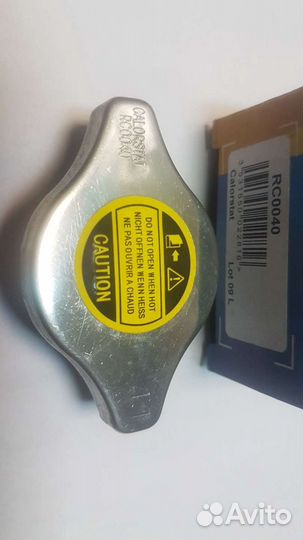 CALORSTAT
RC0040
DO NOT OPEN WHEN HOT
NICHT OFFNEN WENN HEISS
NE PAS OUVRIR A CHAUD
CAUTION
RC0040
Calorstat
Lot 09 L
Avito